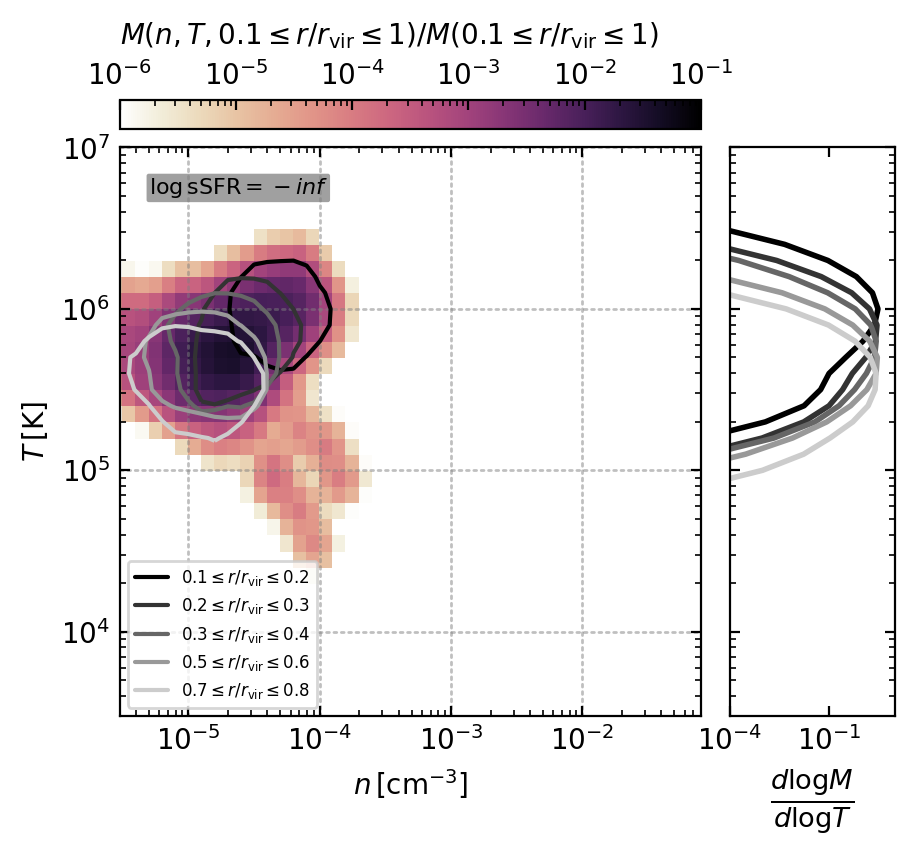 M(n, T, 0.1 ≤ r/r_vir ≤ 1)/M(0.1 ≤ r/r_vir ≤ 1)
10^−6 10^−5 10^−4 10^−3 10^−2 10^−1
10^7
log sSFR = −inf
10^6
10^5
10^4
T [K]
0.1 ≤ r/r_vir ≤ 0.2
0.2 ≤ r/r_vir ≤ 0.3
0.3 ≤ r/r_vir ≤ 0.4
0.5 ≤ r/r_vir ≤ 0.6
0.7 ≤ r/r_vir ≤ 0.8
10^−5 10^−4 10^−3 10^−2
n [cm^−3]
10^−4 10^−1
dlogM
dlogT